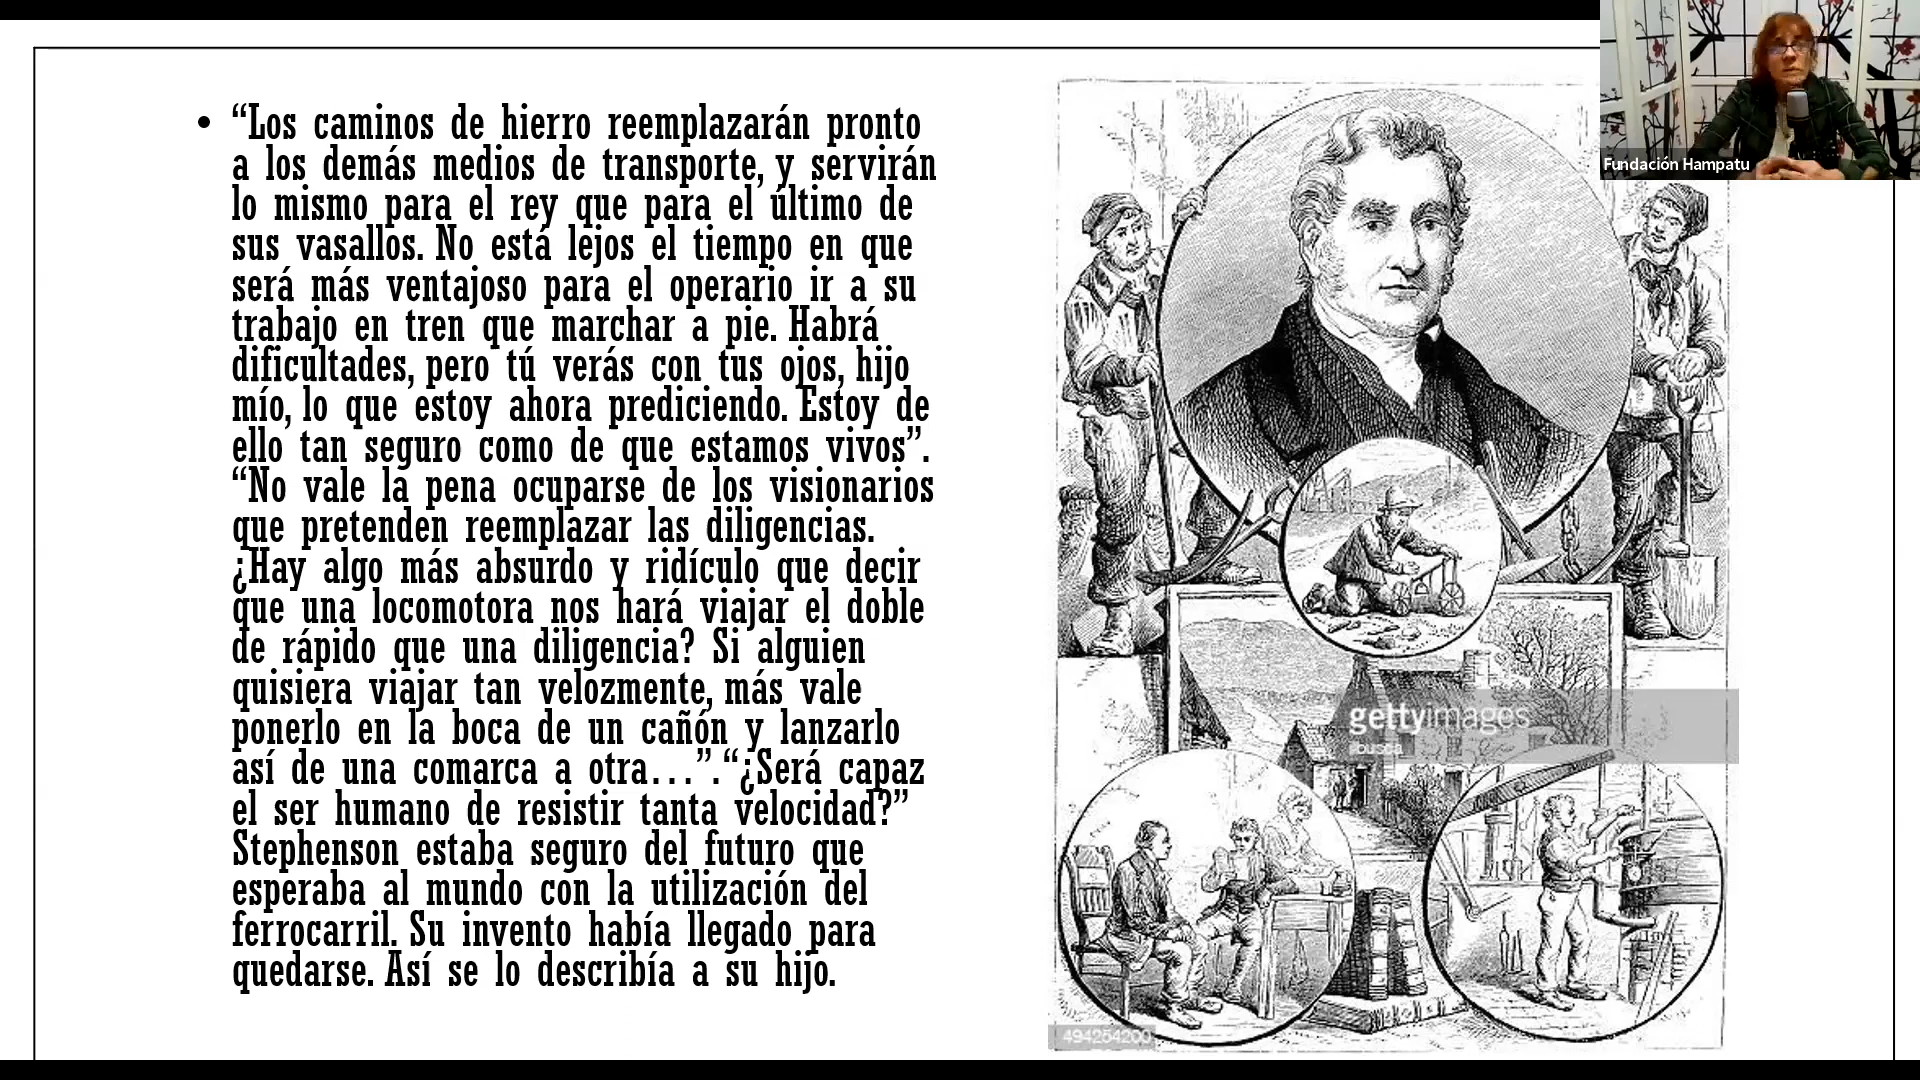 • “Los caminos de hierro reemplazarán pronto
a los demás medios de transporte, y servirán
lo mismo para el rey que para el último de
sus vasallos. No está lejos el tiempo en que
será más ventajoso para el operario ir a su
trabajo en tren que marchar a pie. Habrá
dificultades, pero tú verás con tus ojos, hijo
mío, lo que estoy ahora prediciendo. Estoy de
ello tan seguro como de que estamos vivos”.
“No vale la pena ocuparse de los visionarios
que pretenden reemplazar las diligencias.
¿Hay algo más absurdo y ridículo que decir
que una locomotora nos hará viajar el doble
de rápido que una diligencia? Si alguien
quisiera viajar tan velozmente, más vale
ponerlo en la boca de un cañón y lanzarlo
así de una comarca a otra…”.“¿Será capaz
el ser humano de resistir tanta velocidad?”
Stephenson estaba seguro del futuro que
esperaba al mundo con la utilización del
ferrocarril. Su invento había llegado para
quedarse. Así se lo describía a su hijo.
Fundación Hampatu
gettyimages
494254200